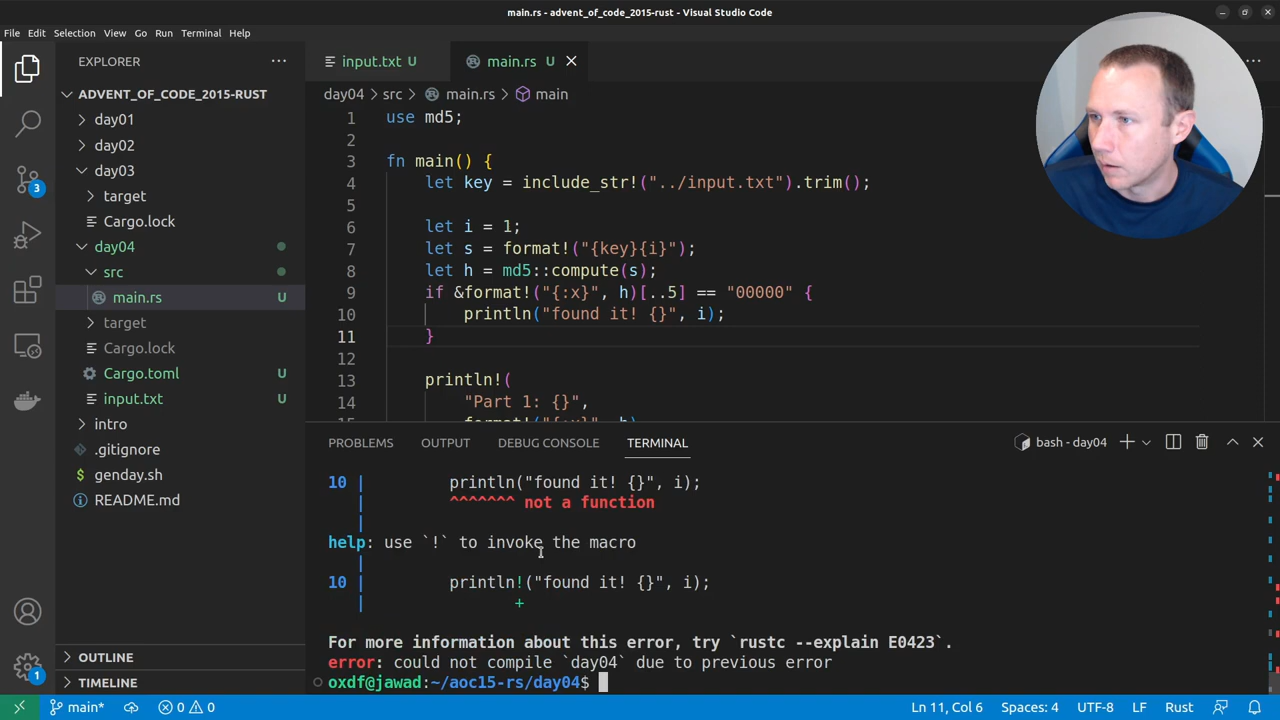 main.rs - advent_of_code_2015-rust - Visual Studio Code
File Edit Selection View Go Run Terminal Help
EXPLORER
ADVENT_OF_CODE_2015-RUST
day01
day02
day03
target
Cargo.lock
day04
src
main.rs U
target
Cargo.lock
Cargo.toml U
input.txt U
intro
.gitignore
genday.sh
README.md
OUTLINE
TIMELINE
3
1
input.txt U main.rs U
day04 > src > main.rs > main
1 use md5;
2
3 fn main() {
4 let key = include_str!("../input.txt").trim();
5
6 let i = 1;
7 let s = format!("{key}{i}");
8 let h = md5::compute(s);
9 if &format!("{:x}", h)[..5] == "00000" {
10 println("found it! {}", i);
11 }
12
13 println!(
14 "Part 1: {}",
15 format!("{:x}", h)
PROBLEMS OUTPUT DEBUG CONSOLE TERMINAL
bash - day04
10 | println("found it! {}", i);
| ^^^^^^^ not a function
|
help: use `!` to invoke the macro
|
10 | println!("found it! {}", i);
| +
For more information about this error, try `rustc --explain E0423`.
error: could not compile `day04` due to previous error
oxdf@jawad:~/aoc15-rs/day04$
main* 0 0 Ln 11, Col 6 Spaces: 4 UTF-8 LF Rust